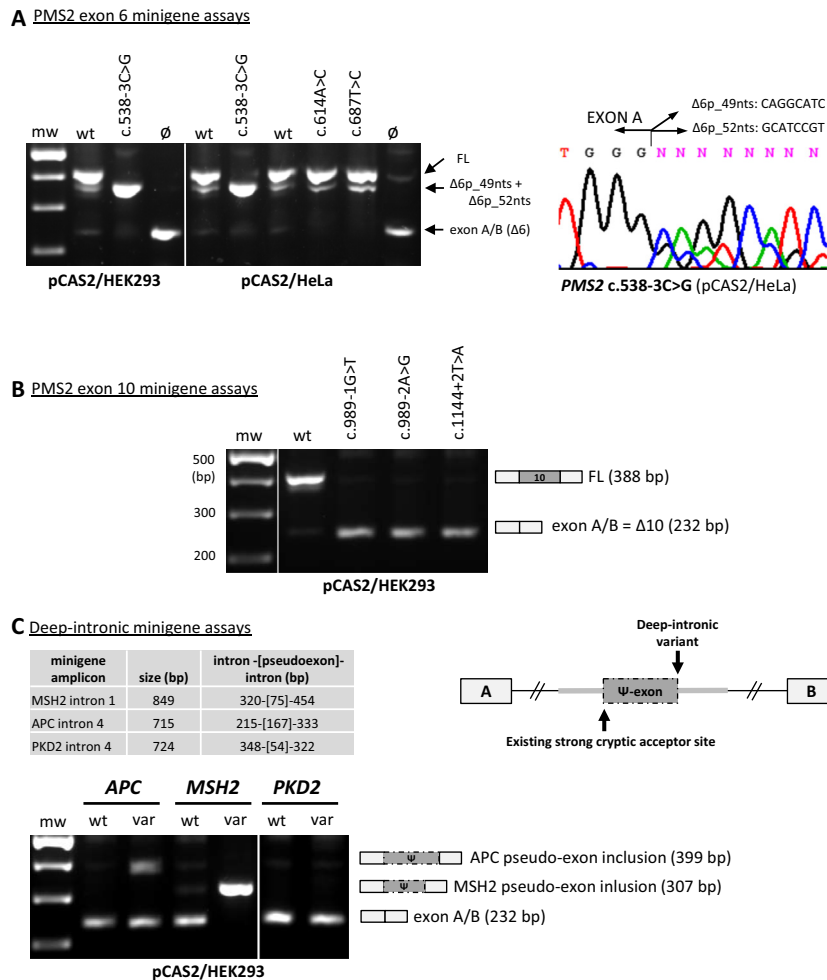 A PMS2 exon 6 minigene assays
mw
wt
c.538-3C>G
Ø
wt
c.538-3C>G
wt
c.614A>C
c.687T>C
Ø
FL
Δ6p_49nts +
Δ6p_52nts
exon A/B (Δ6)
pCAS2/HEK293
pCAS2/HeLa
EXON A
Δ6p_49nts: CAGGCATC
Δ6p_52nts: GCATCCGT
T G G G N N N N N N N N
PMS2 c.538-3C>G (pCAS2/HeLa)
B PMS2 exon 10 minigene assays
mw
wt
c.989-1G>T
c.989-2A>G
c.1144+2T>A
500
(bp)
300
200
10
FL (388 bp)
exon A/B = Δ10 (232 bp)
pCAS2/HEK293
C Deep-intronic minigene assays
minigene amplicon size (bp) intron -[pseudoexon]- intron (bp)
MSH2 intron 1 849 320-[75]-454
APC intron 4 715 215-[167]-333
PKD2 intron 4 724 348-[54]-322
Deep-intronic
variant
A
Ψ-exon
B
Existing strong cryptic acceptor site
APC MSH2 PKD2
mw wt var wt var wt var
Ψ
APC pseudo-exon inclusion (399 bp)
Ψ
MSH2 pseudo-exon inlusion (307 bp)
exon A/B (232 bp)
pCAS2/HEK293